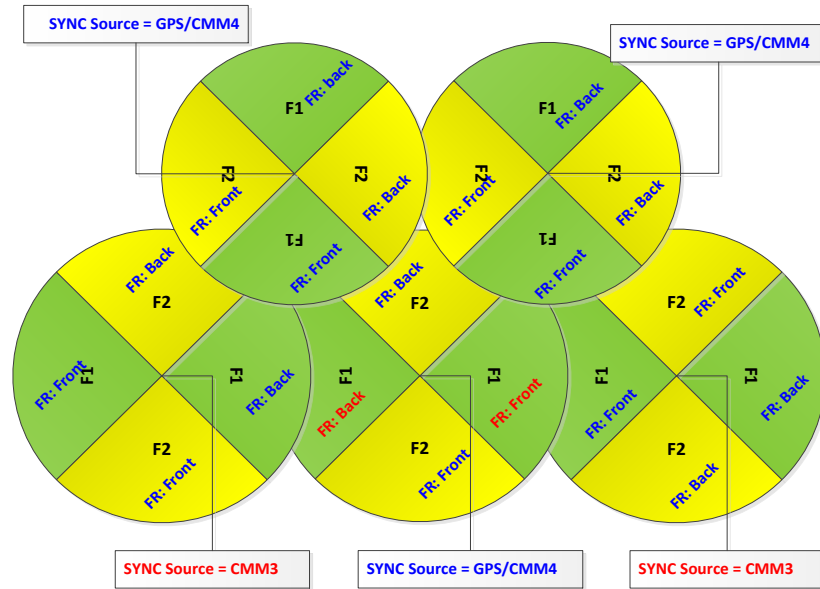 SYNC Source = GPS/CMM4
SYNC Source = GPS/CMM4
F1
FR: back
F2
FR: Front
F2
FR: Back
F1
FR: Front
F1
FR: Back
F2
FR: Front
F2
FR: Back
F1
FR: Front
FR: Back
F2
F1
FR: Front
F1
FR: Back
F2
FR: Front
FR: Back
F2
F1
FR: Back
F1
FR: Front
F2
FR: Front
F2
FR: Front
F1
FR: Front
F1
FR: Back
F2
FR: Back
SYNC Source = CMM3
SYNC Source = GPS/CMM4
SYNC Source = CMM3